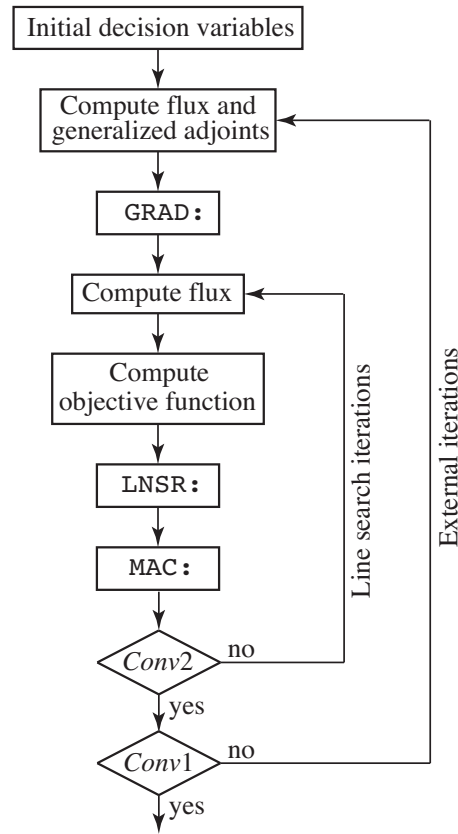 Initial decision variables
Compute flux and
generalized adjoints
GRAD:
Compute flux
Compute
objective function
LNSR:
MAC:
Conv2
no
yes
Conv1
no
yes
Line search iterations
External iterations